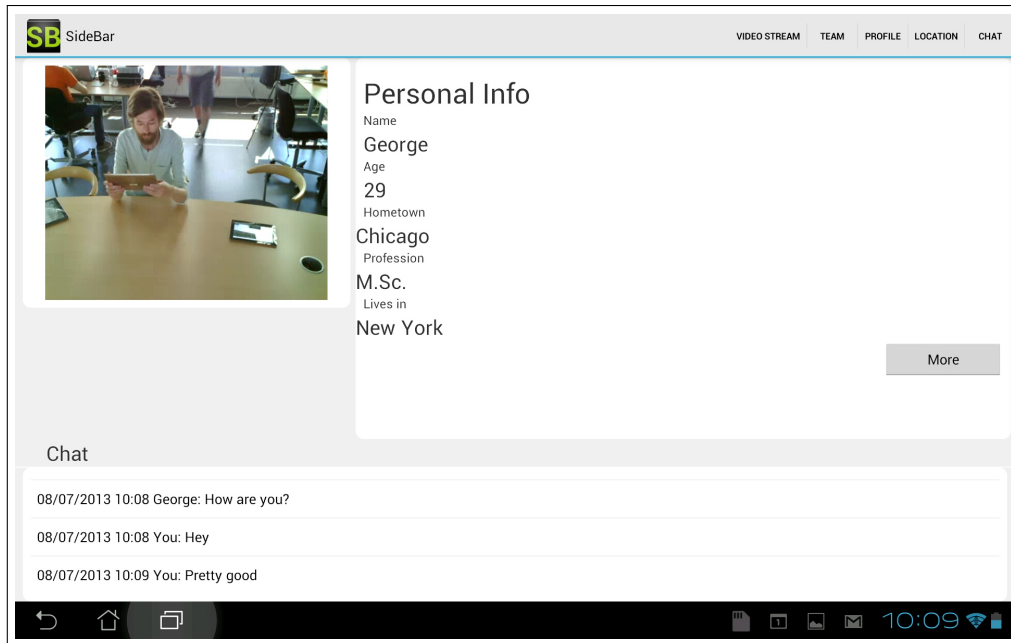 SB SideBar
VIDEO STREAM TEAM PROFILE LOCATION CHAT
Personal Info
Name
George
Age
29
Hometown
Chicago
Profession
M.Sc.
Lives in
New York
More
Chat
08/07/2013 10:08 George: How are you?
08/07/2013 10:08 You: Hey
08/07/2013 10:09 You: Pretty good
1
10:09